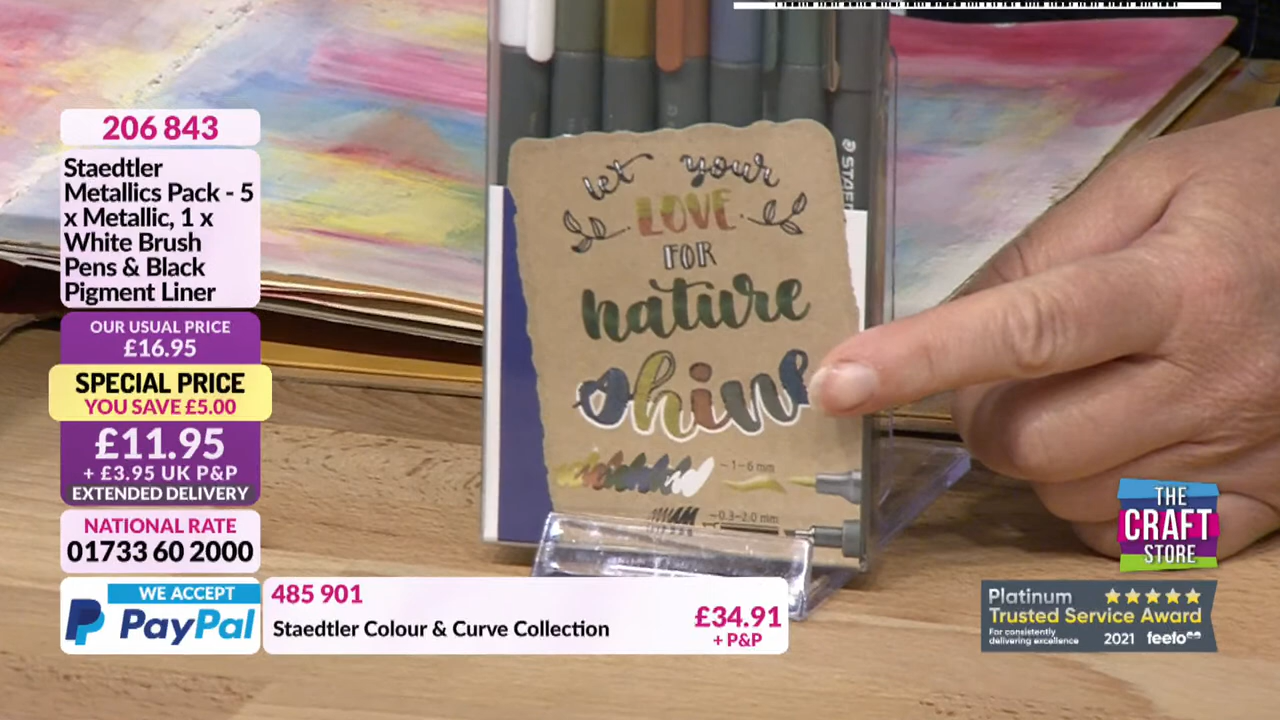 206 843
Staedtler
Metallics Pack - 5
x Metallic, 1 x
White Brush
Pens & Black
Pigment Liner
OUR USUAL PRICE
£16.95
SPECIAL PRICE
YOU SAVE £5.00
£11.95
+ £3.95 UK P&P
EXTENDED DELIVERY
NATIONAL RATE
01733 60 2000
WE ACCEPT
PayPal
485 901
Staedtler Colour & Curve Collection
£34.91
+ P&P
let your
LOVE
FOR
nature
shine
~1-6 mm
~0.3-2.0 mm
THE
CRAFT
STORE
Platinum
Trusted Service Award
For consistently
delivering excellence
2021 feefo